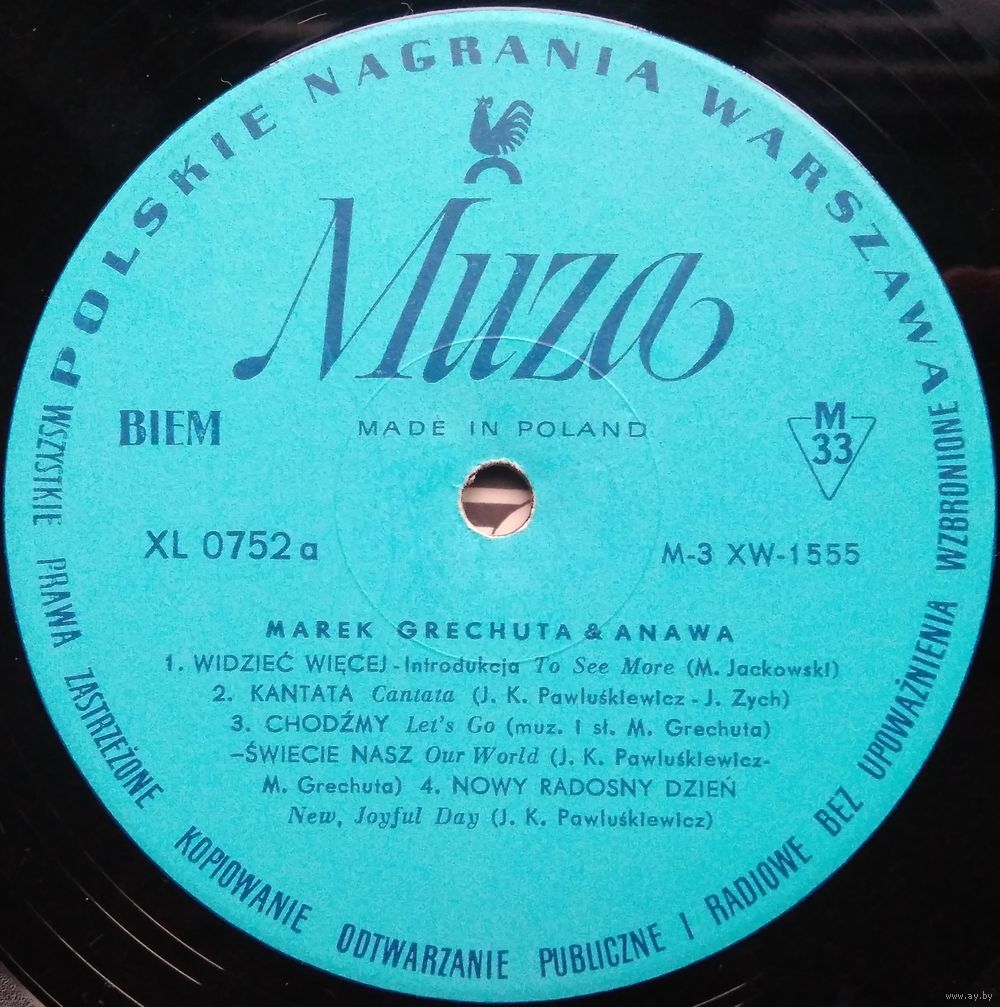 POLSKIE NAGRANIA WARSZAWA
Muza
BIEM
MADE IN POLAND
M
33
XL 0752 a
M-3 XW-1555
MAREK GRECHUTA & ANAWA
1. WIDZIEĆ WIĘCEJ - Introdukcja To See More (M. Jackowski)
2. KANTATA Cantata (J. K. Pawluśkiewicz - J. Zych)
3. CHODŹMY Let's Go (muz. i sł. M. Grechuta)
–ŚWIECIE NASZ Our World (J. K. Pawluśkiewicz-
M. Grechuta) 4. NOWY RADOSNY DZIEŃ
New, Joyful Day (J. K. Pawluśkiewicz)
WSZYSTKIE PRAWA ZASTRZEŻONE KOPIOWANIE ODTWARZANIE PUBLICZNE I RADIOWE BEZ UPOWAŻNIENIA WZBRONIONE
www.ay.by